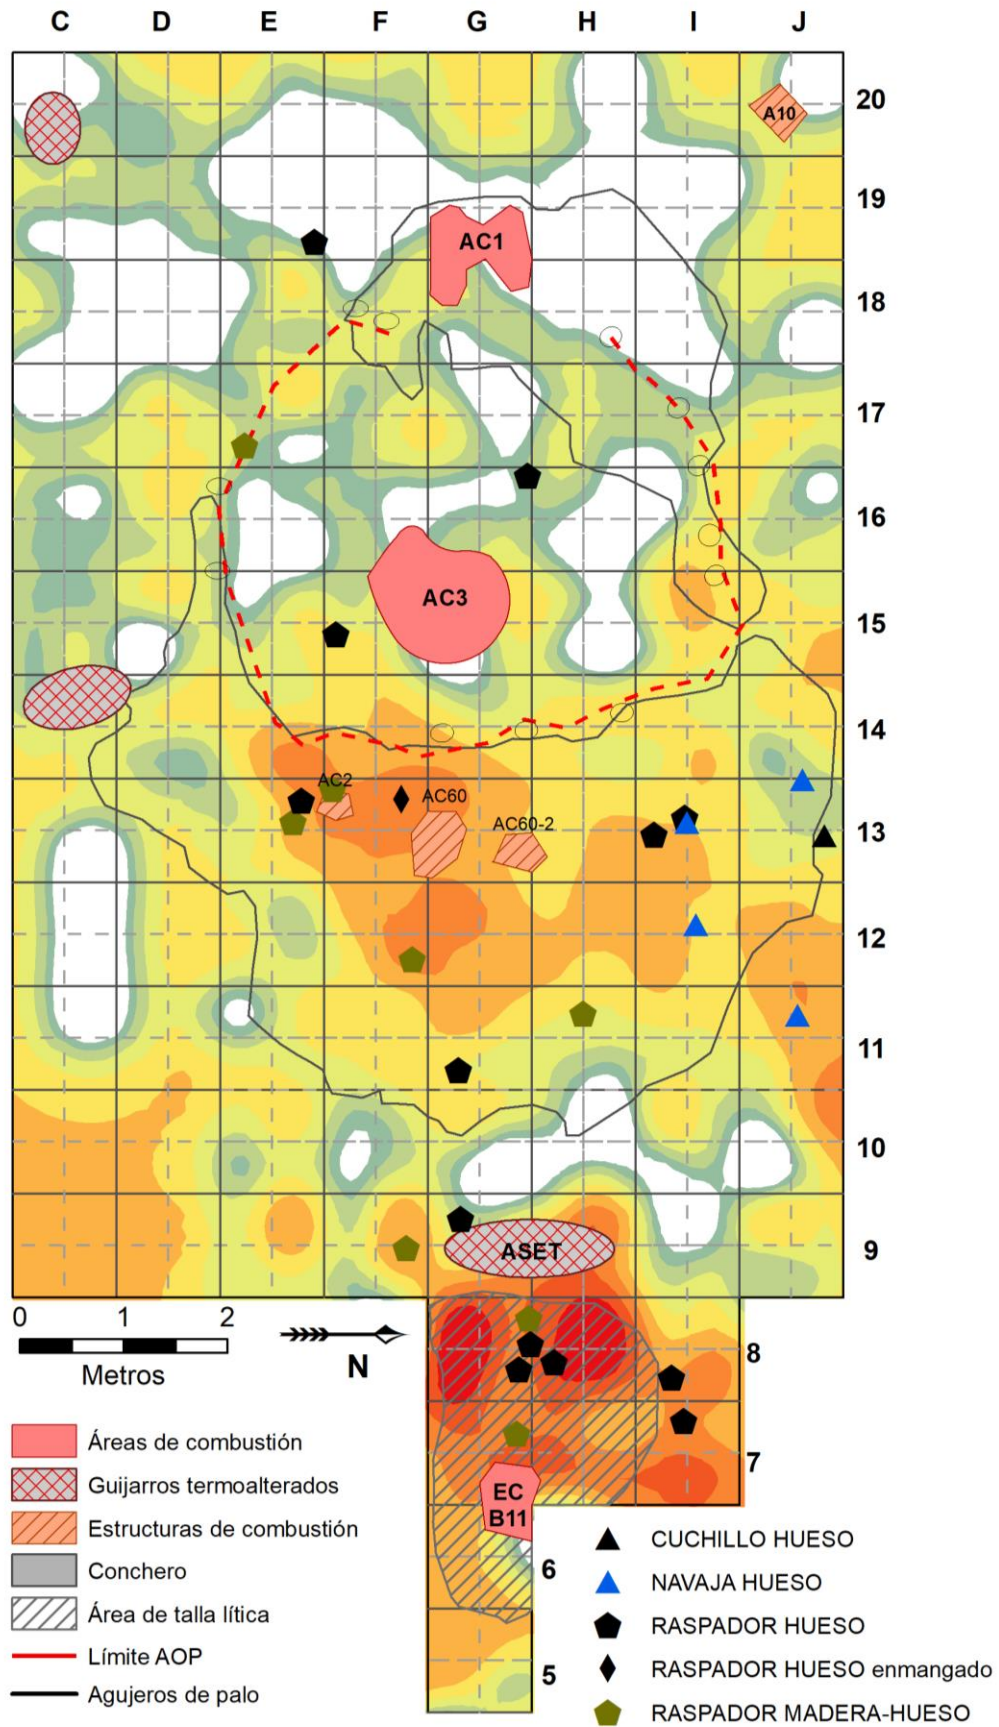 C D E F G H I J
20
A10
19
AC1
18
17
16
AC3
15
14
AC2
AC60
13
AC60-2
12
11
10
9
ASET
0 1 2
Metros
N
8
7
EC
B11
6
5
Áreas de combustión
Guijarros termoalterados
Estructuras de combustión
Conchero
Área de talla lítica
Límite AOP
Agujeros de palo
CUCHILLO HUESO
NAVAJA HUESO
RASPADOR HUESO
RASPADOR HUESO enmangado
RASPADOR MADERA-HUESO